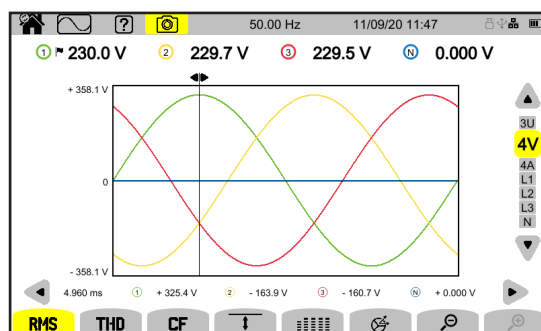 ? 50.00 Hz 11/09/20 11:47
1 230.0 V 2 229.7 V 3 229.5 V N 0.000 V
+ 358.1 V
0
- 358.1 V
3U
4V
4A
L1
L2
L3
N
4.960 ms 1 + 325.4 V 2 - 163.9 V 3 - 160.7 V N + 0.000 V
RMS THD CF